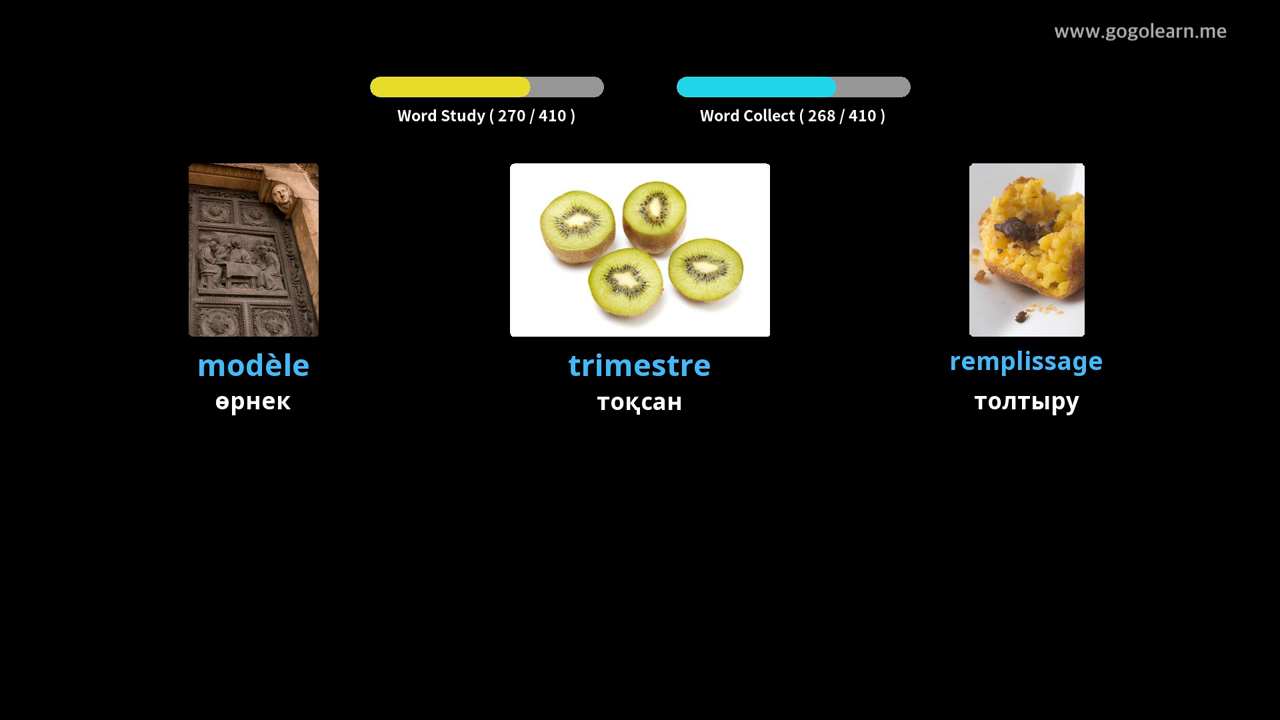 www.gogolearn.me
Word Study ( 270 / 410 )
Word Collect ( 268 / 410 )
modèle
өрнек
trimestre
тоқсан
remplissage
толтыру